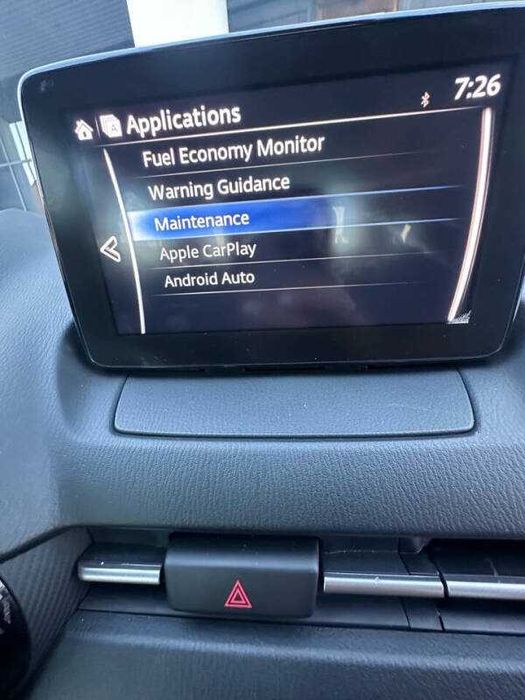 Applications
7:26
Fuel Economy Monitor
Warning Guidance
Maintenance
Apple CarPlay
Android Auto